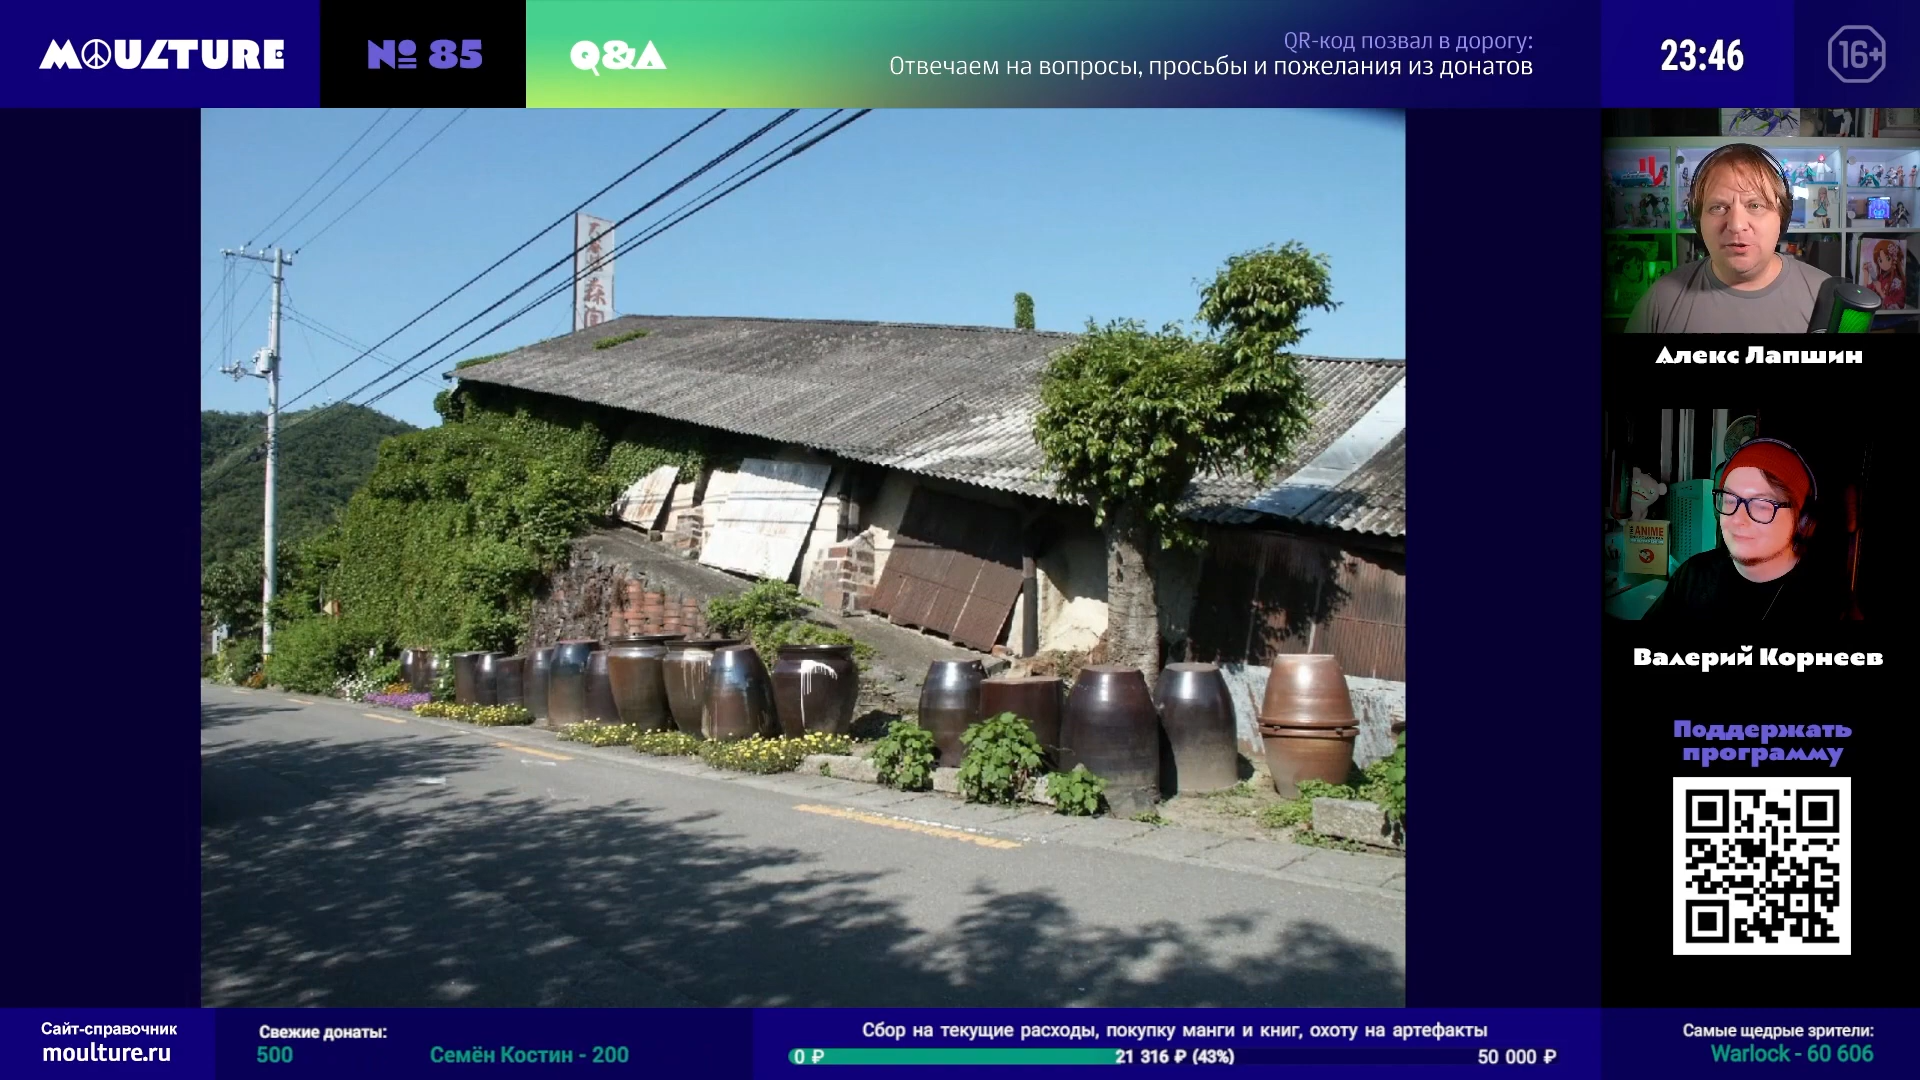 MOULTURE
№ 85
Q&A
QR-код позвал в дорогу:
Отвечаем на вопросы, просьбы и пожелания из донатов
23:46
16+
森
Алекс Лапшин
ANIME
Валерий Корнеев
Поддержать
программу
Сайт-справочник
moulture.ru
Свежие донаты:
500
Семён Костин - 200
Сбор на текущие расходы, покупку манги и книг, охоту на артефакты
0 ₽
21 316 ₽ (43%)
50 000 ₽
Самые щедрые зрители:
Warlock - 60 606